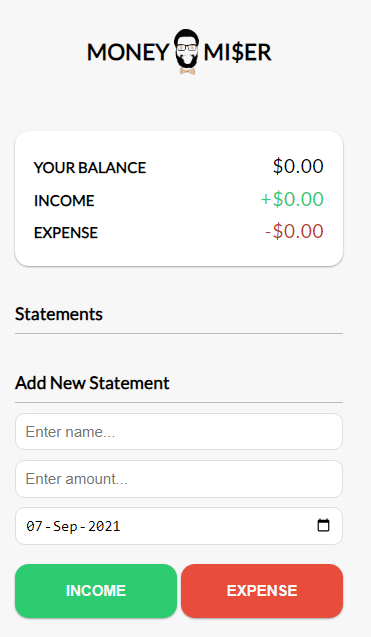 MONEY MI$ER
YOUR BALANCE $0.00
INCOME +$0.00
EXPENSE -$0.00
Statements
Add New Statement
Enter name...
Enter amount...
07-Sep-2021
INCOME EXPENSE